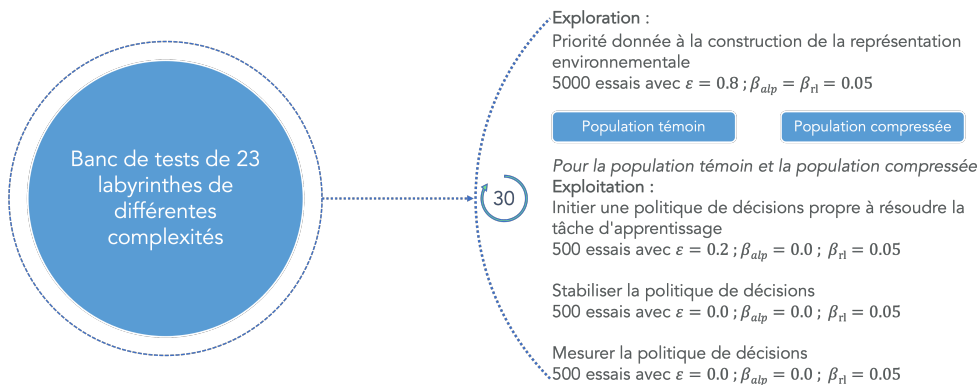 Banc de tests de 23
labyrinthes de
différentes
complexités
30
Exploration :
Priorité donnée à la construction de la représentation
environnementale
5000 essais avec ε = 0.8 ; β_alp = β_rl = 0.05
Population témoin
Population compressée
Pour la population témoin et la population compressée
Exploitation :
Initier une politique de décisions propre à résoudre la
tâche d'apprentissage
500 essais avec ε = 0.2 ; β_alp = 0.0 ; β_rl = 0.05
Stabiliser la politique de décisions
500 essais avec ε = 0.0 ; β_alp = 0.0 ; β_rl = 0.05
Mesurer la politique de décisions
500 essais avec ε = 0.0 ; β_alp = 0.0 ; β_rl = 0.05